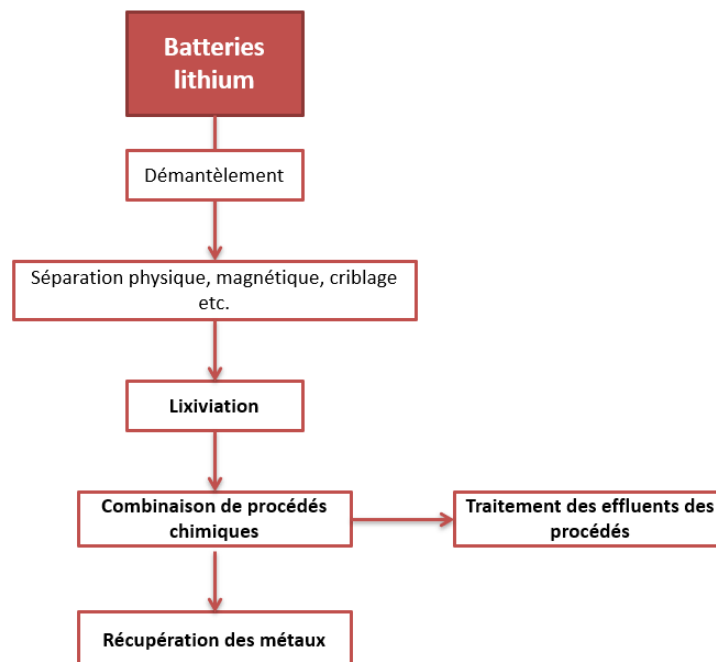 Batteries
lithium
Démantèlement
Séparation physique, magnétique, criblage
etc.
Lixiviation
Combinaison de procédés
chimiques
Traitement des effluents des
procédés
Récupération des métaux